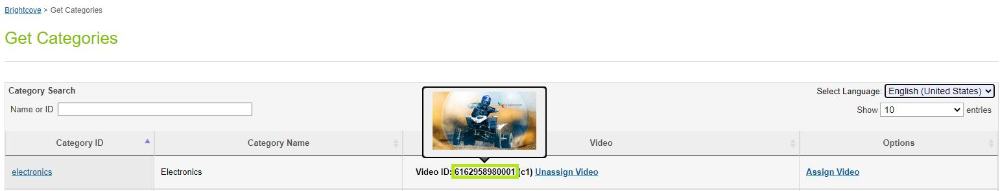 Brightcove > Get Categories
Get Categories
Category Search
Select Language: English (United States)
Name or ID
Show 10 entries
brightcove
Category ID Category Name Video Options
electronics Electronics Video ID: 6162958980001 (c1) Unassign Video Assign Video